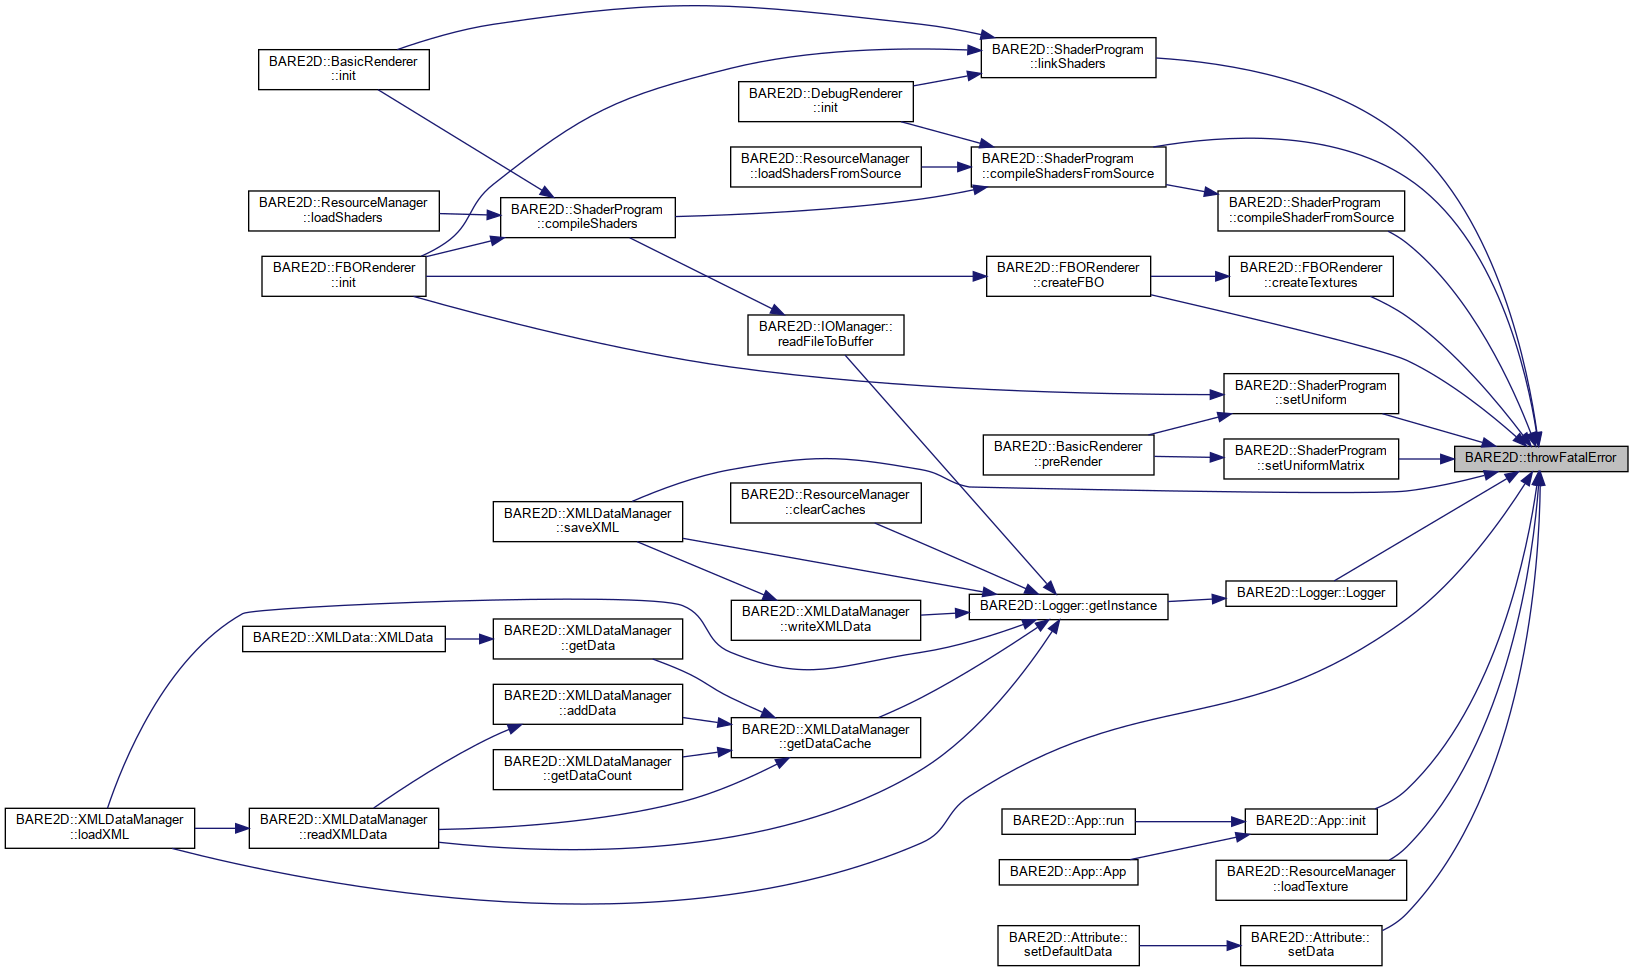 BARE2D::BasicRenderer
::init
BARE2D::ShaderProgram
::linkShaders
BARE2D::DebugRenderer
::init
BARE2D::ResourceManager
::loadShadersFromSource
BARE2D::ShaderProgram
::compileShadersFromSource
BARE2D::ResourceManager
::loadShaders
BARE2D::ShaderProgram
::compileShaders
BARE2D::ShaderProgram
::compileShaderFromSource
BARE2D::FBORenderer
::init
BARE2D::FBORenderer
::createFBO
BARE2D::FBORenderer
::createTextures
BARE2D::IOManager::
readFileToBuffer
BARE2D::ShaderProgram
::setUniform
BARE2D::BasicRenderer
::preRender
BARE2D::ShaderProgram
::setUniformMatrix
BARE2D::throwFatalError
BARE2D::XMLDataManager
::saveXML
BARE2D::ResourceManager
::clearCaches
BARE2D::Logger::Logger
BARE2D::Logger::getInstance
BARE2D::XMLDataManager
::writeXMLData
BARE2D::XMLData::XMLData
BARE2D::XMLDataManager
::getData
BARE2D::XMLDataManager
::addData
BARE2D::XMLDataManager
::getDataCache
BARE2D::XMLDataManager
::getDataCount
BARE2D::XMLDataManager
::loadXML
BARE2D::XMLDataManager
::readXMLData
BARE2D::App::run
BARE2D::App::init
BARE2D::App::App
BARE2D::ResourceManager
::loadTexture
BARE2D::Attribute::
setDefaultData
BARE2D::Attribute::
setData